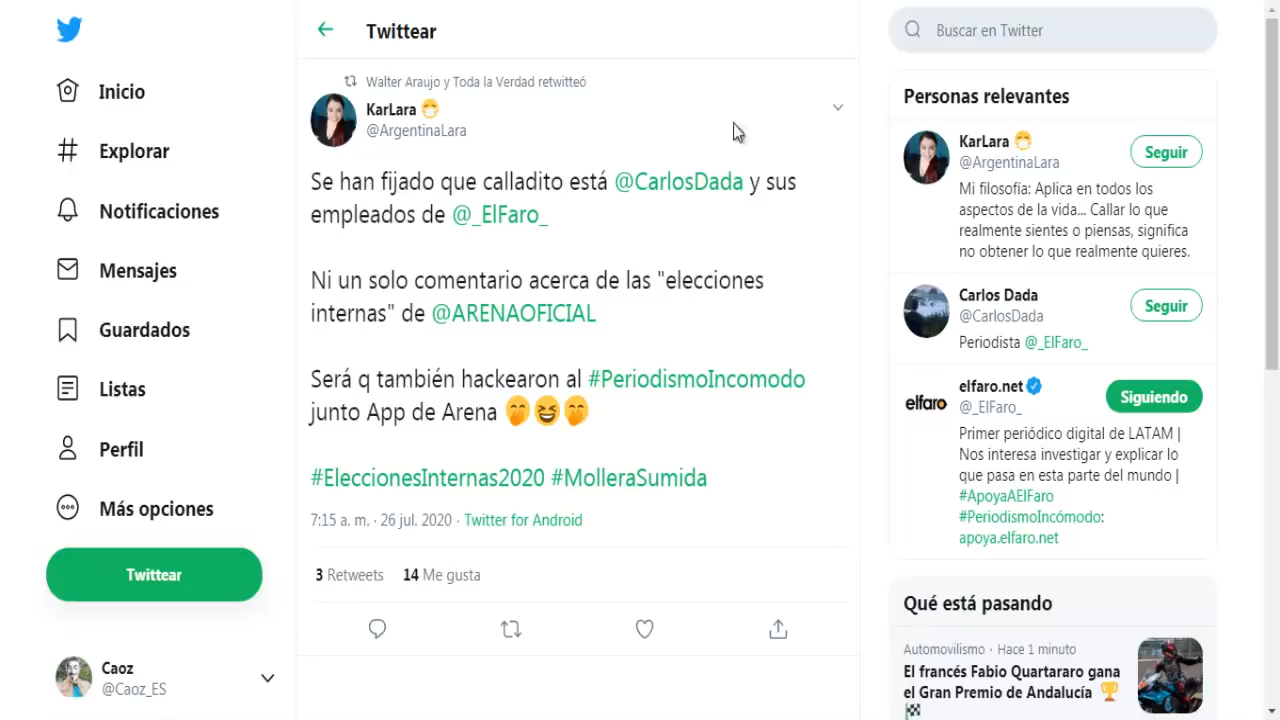 Inicio
Explorar
Notificaciones
Mensajes
Guardados
Listas
Perfil
Más opciones
Twittear
Caoz
@Caoz_ES
Twittear
Walter Araujo y Toda la Verdad retwitteó
KarLara
@ArgentinaLara
Se han fijado que calladito está @CarlosDada y sus
empleados de @_ElFaro_
Ni un solo comentario acerca de las "elecciones
internas" de @ARENAOFICIAL
Será q también hackearon al #PeriodismoIncomodo
junto App de Arena 🤭😆🤭
#EleccionesInternas2020 #MolleraSumida
7:15 a. m. · 26 jul. 2020 · Twitter for Android
3 Retweets 14 Me gusta
Buscar en Twitter
Personas relevantes
KarLara
@ArgentinaLara
Seguir
Mi filosofía: Aplica en todos los
aspectos de la vida... Callar lo que
realmente sientes o piensas, significa
no obtener lo que realmente quieres.
Carlos Dada
@CarlosDada
Seguir
Periodista @_ElFaro_
elfaro
elfaro.net
@_ElFaro_
Siguiendo
Primer periódico digital de LATAM |
Nos interesa investigar y explicar lo
que pasa en esta parte del mundo |
#ApoyaAElFaro
#PeriodismoIncómodo:
apoya.elfaro.net
Qué está pasando
Automovilismo · Hace 1 minuto
El francés Fabio Quartararo gana
el Gran Premio de Andalucía 🏆
🏁